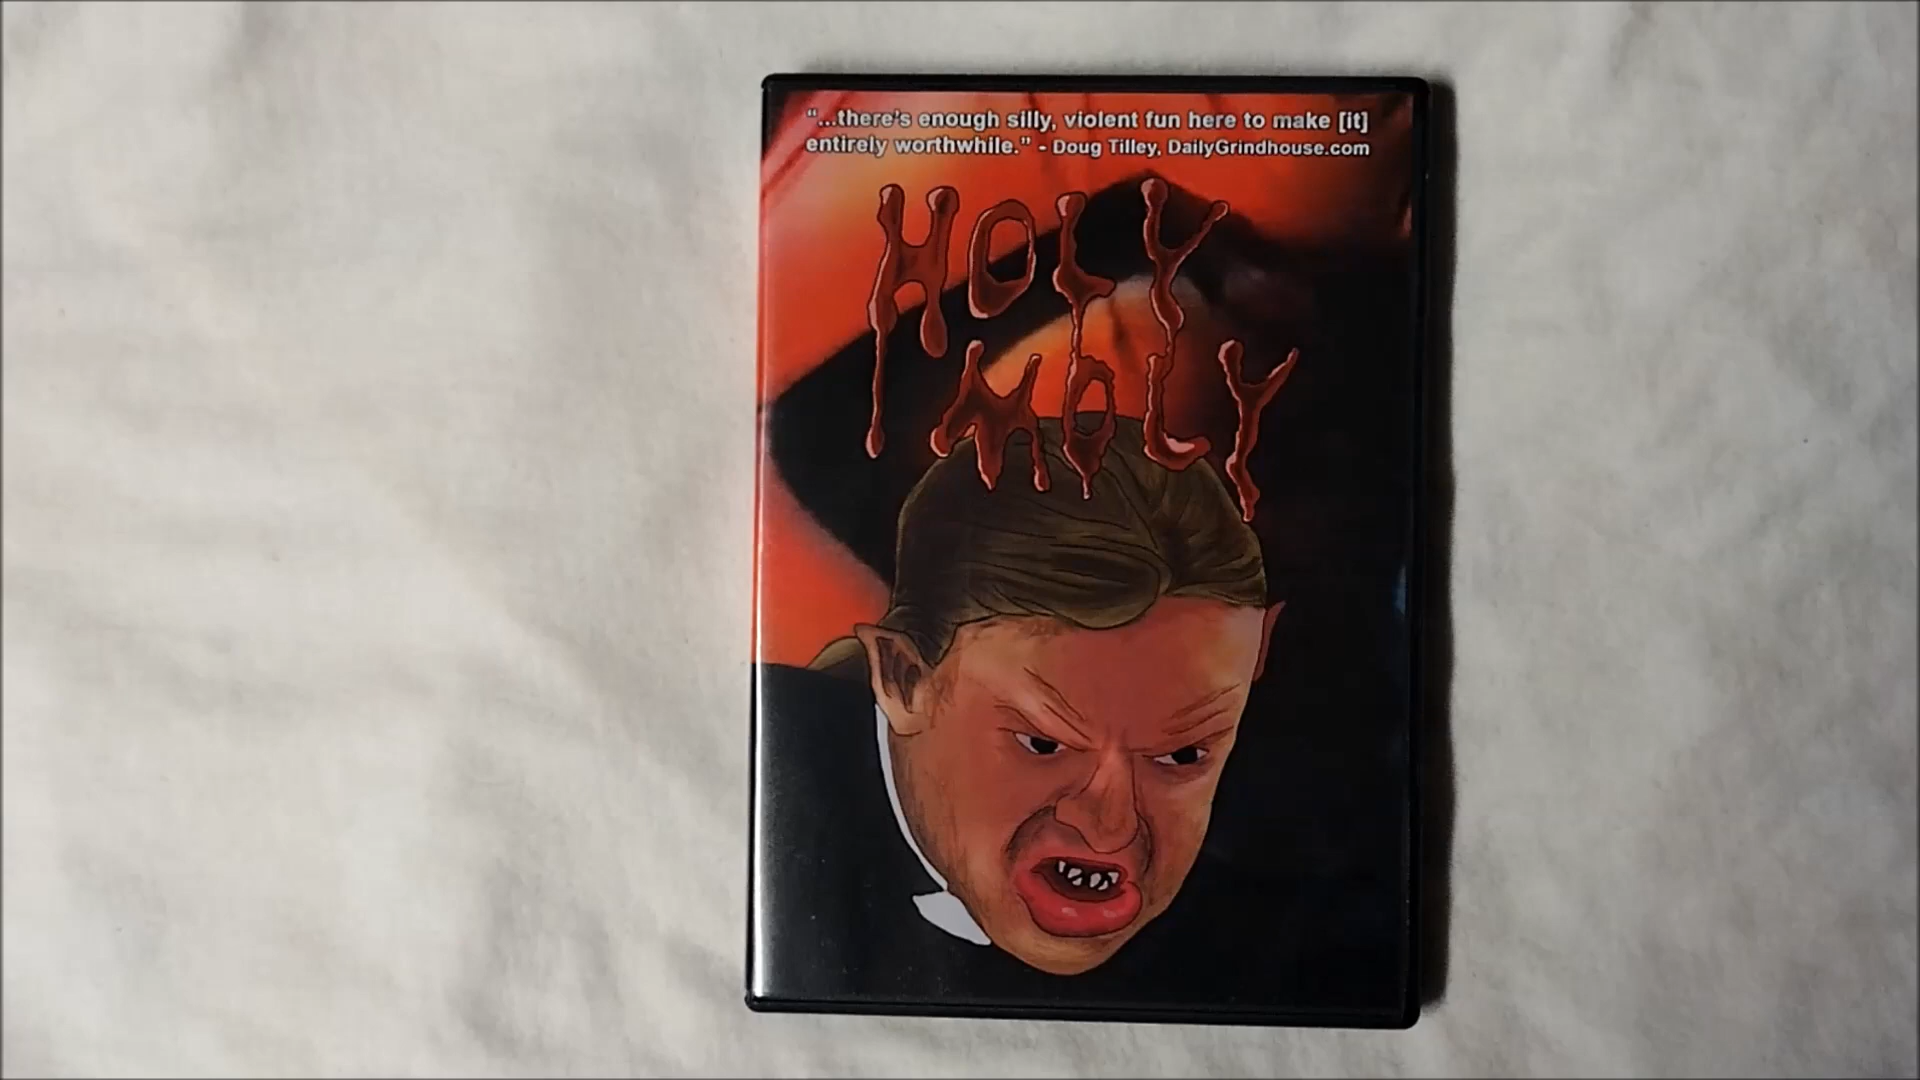 “...there's enough silly, violent fun here to make [it]
entirely worthwhile.” - Doug Tilley, DailyGrindhouse.com
HOLY
MOLY